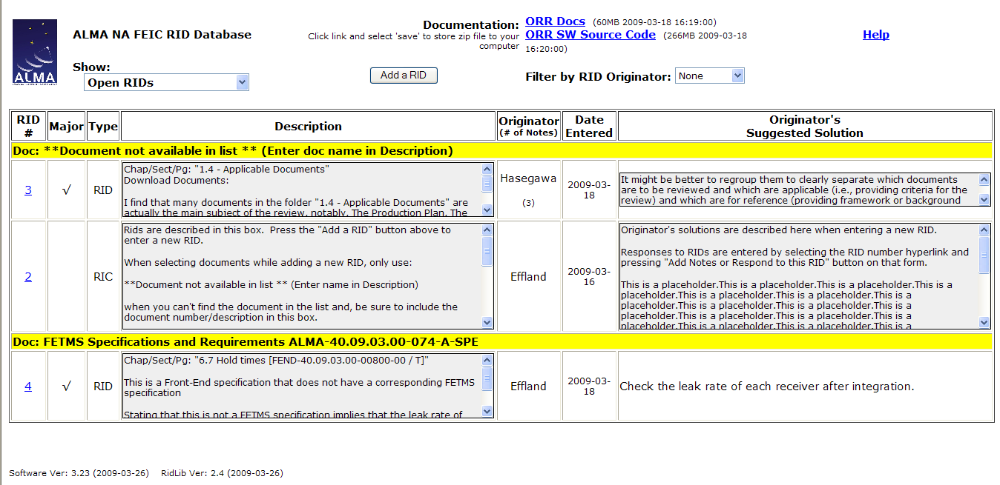 ALMA
ALMA NA FEIC RID Database
Documentation: ORR Docs (60MB 2009-03-18 16:19:00)
Click link and select 'save' to store zip file to your computer
ORR SW Source Code (266MB 2009-03-18 16:20:00)
Help
Show:
Open RIDs
Add a RID
Filter by RID Originator: None
RID # Major Type Description Originator (# of Notes) Date Entered Originator's Suggested Solution
Doc: **Document not available in list ** (Enter doc name in Description)
3 √ RID
Chap/Sect/Pg: "1.4 - Applicable Documents"
Download Documents:
I find that many documents in the folder "1.4 - Applicable Documents" are
actually the main subject of the review, notably, The Production Plan, The
Hasegawa
(3)
2009-03-
18
It might be better to regroup them to clearly separate which documents
are to be reviewed and which are applicable (i.e., providing criteria for the
review) and which are for reference (providing framework or background
2 RIC
Rids are described in this box. Press the "Add a RID" button above to
enter a new RID.
When selecting documents while adding a new RID, only use:
**Document not available in list ** (Enter name in Description)
when you can't find the document in the list and, be sure to include the
document number/description in this box.
Effland
2009-03-
16
Originator's solutions are described here when entering a new RID.
Responses to RIDs are entered by selecting the RID number hyperlink and
pressing "Add Notes or Respond to this RID" button on that form.
This is a placeholder.This is a placeholder.This is a placeholder.This is a
placeholder.This is a placeholder.This is a placeholder.This is a
placeholder.This is a placeholder.This is a placeholder.This is a
placeholder.This is a placeholder.This is a placeholder.This is a
placeholder.This is a placeholder.This is a placeholder.This is a
Doc: FETMS Specifications and Requirements ALMA-40.09.03.00-074-A-SPE
4 √ RID
Chap/Sect/Pg: "6.7 Hold times [FEND-40.09.03.00-00800-00 / T]"
This is a Front-End specification that does not have a corresponding FETMS
specification
Stating that this is not a FETMS specification implies that the leak rate of
Effland
2009-03-
18
Check the leak rate of each receiver after integration.
Software Ver: 3.23 (2009-03-26) RidLib Ver: 2.4 (2009-03-26)